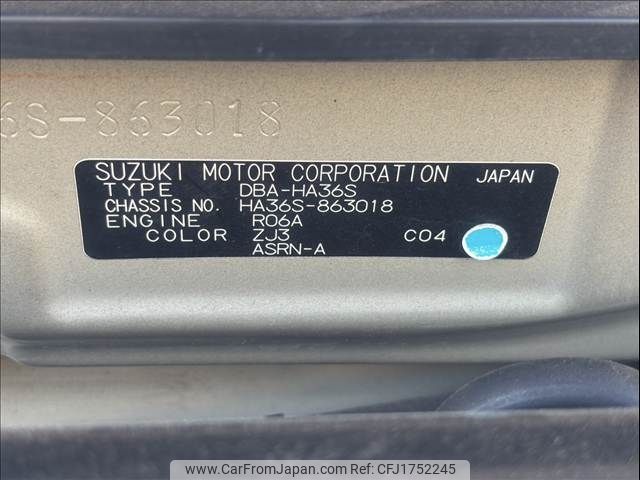 6S-863018
SUZUKI MOTOR CORPORATION JAPAN
TYPE DBA-HA36S
CHASSIS NO. HA36S-863018
ENGINE R06A
COLOR ZJ3 C04
ASRN-A
www.CarFromJapan.com | Ref No. CFJ1752245